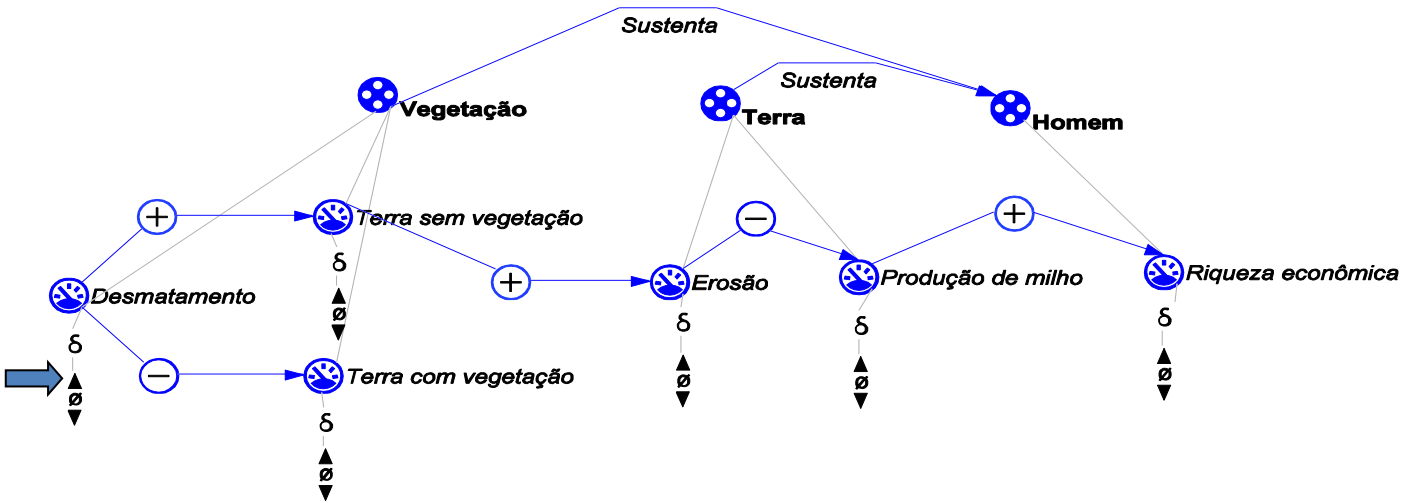 Sustenta
Sustenta
Vegetação
Terra
Homem
+
Terra sem vegetação
−
+
δ
ø
+
Desmatamento
Erosão
Produção de milho
Riqueza econômica
δ
ø
−
Terra com vegetação
δ
ø
δ
ø
δ
ø
δ
ø